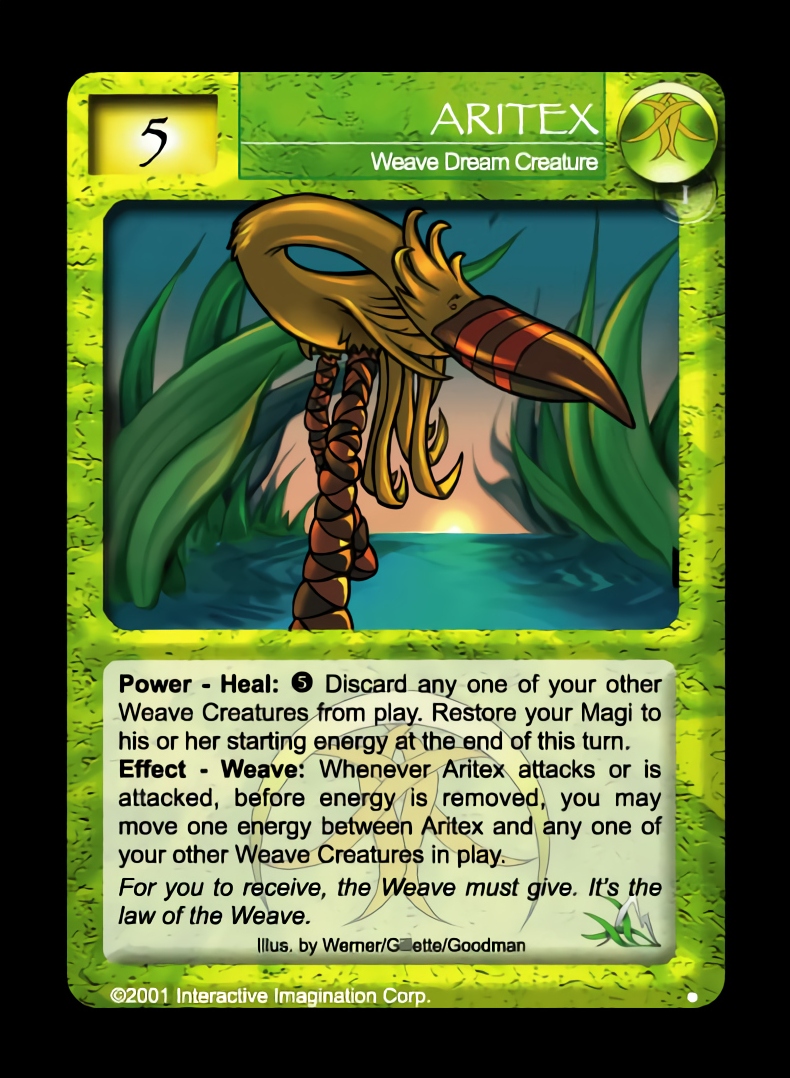 5
ARITEX
Weave Dream Creature
I
Power - Heal: ❺ Discard any one of your other
Weave Creatures from play. Restore your Magi to
his or her starting energy at the end of this turn.
Effect - Weave: Whenever Aritex attacks or is
attacked, before energy is removed, you may
move one energy between Aritex and any one of
your other Weave Creatures in play.
For you to receive, the Weave must give. It's the
law of the Weave.
Illus. by Werner/ /Goodman
©2001 Interactive Imagination Corp.